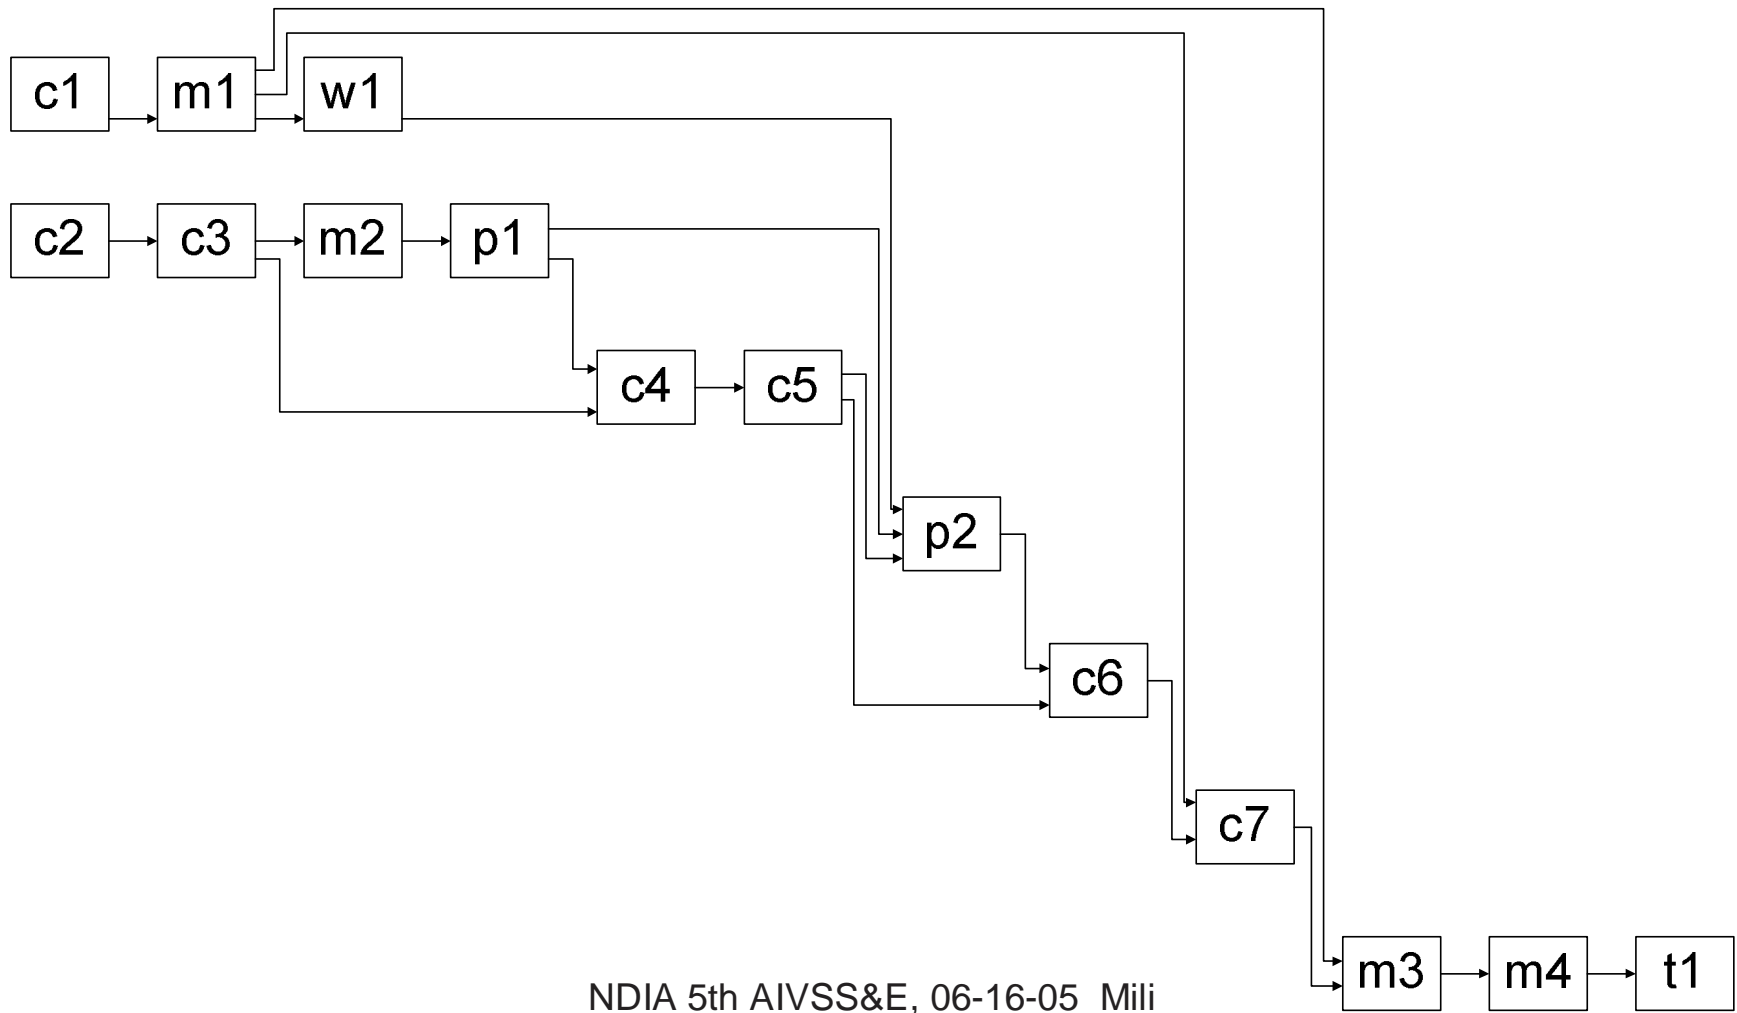 c1 m1 w1
c2 c3 m2 p1
c4 c5
p2
c6
c7
m3 m4 t1
NDIA 5th AIVSS&E, 06-16-05 Mili